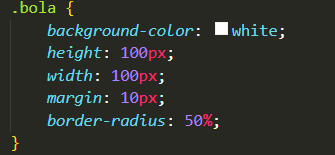 .bola {
background-color: white;
height: 100px;
width: 100px;
margin: 10px;
border-radius: 50%;
}